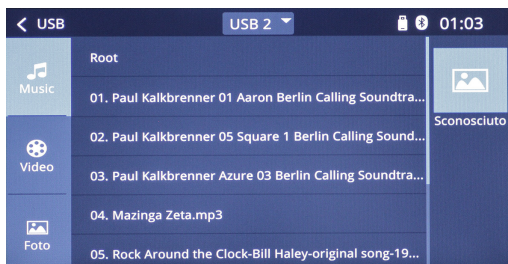 USB
USB 2
01:03
Music
Video
Foto
Root
01. Paul Kalkbrenner 01 Aaron Berlin Calling Soundtra...
02. Paul Kalkbrenner 05 Square 1 Berlin Calling Sound...
03. Paul Kalkbrenner Azure 03 Berlin Calling Soundtra...
04. Mazinga Zeta.mp3
05. Rock Around the Clock-Bill Haley-original song-19...
Sconosciuto